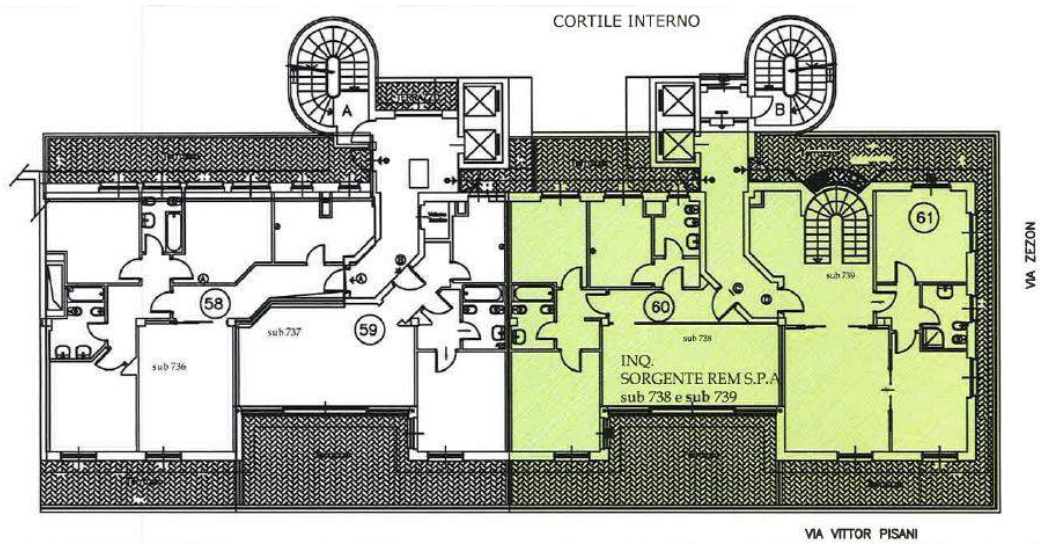 CORTILE INTERNO
A
B
61
VIA ZEZON
sub 739
A
A
58
59
60
sub 737
sub 738
sub 736
INQ.
SORGENTE REM S.P.A
sub 738 e sub 739
VIA VITTOR PISANI